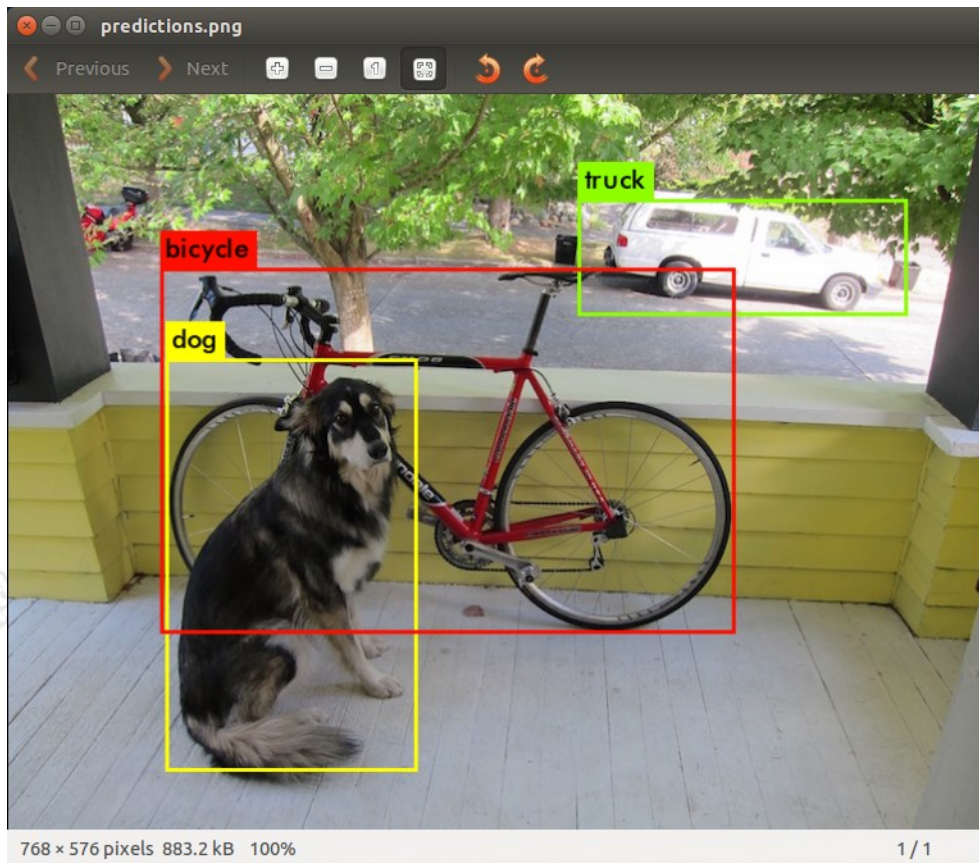 predictions.png
Previous Next
truck
bicycle
dog
768 × 576 pixels 883.2 kB 100%
1 / 1